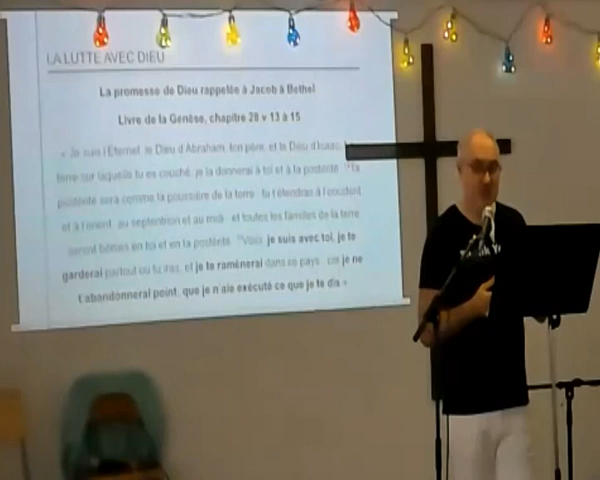 LA LUTTE AVEC DIEU
La promesse de Dieu rappelée à Jacob à Bethel
Livre de la Genèse, chapitre 28 v 13 à 15
« Je suis l'Eternel, le Dieu d'Abraham, ton père, et le Dieu d'Isaac.
terre sur laquelle tu es couché, je la donnerai à toi et à ta postérité. Ta
postérité sera comme la poussière de la terre ; tu t'étendras à l'occident
et à l'orient, au septentrion et au midi ; et toutes les familles de la terre
seront bénies en toi et en ta postérité. Voici, je suis avec toi, je te
garderai partout où tu iras, et je te ramènerai dans ce pays ; car je ne
t'abandonnerai point, que je n'aie exécuté ce que je te dis »